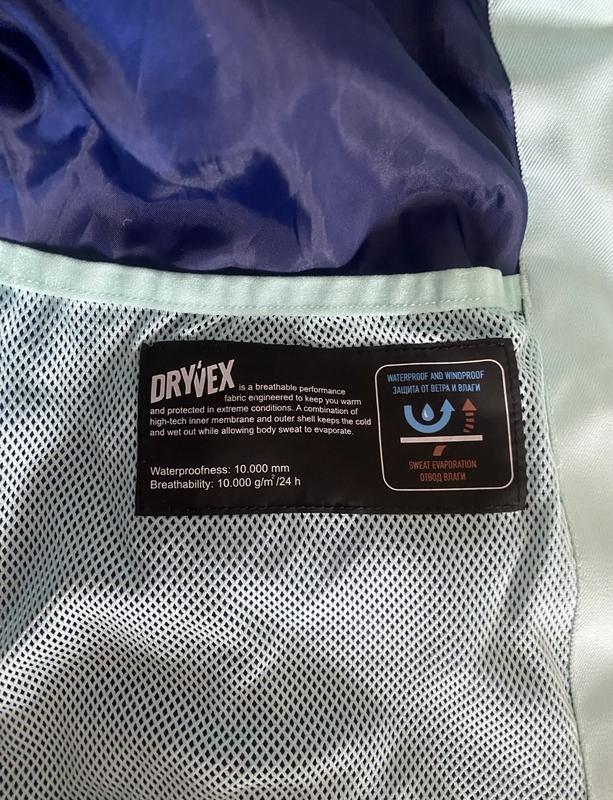 DRYVEX is a breathable performance
fabric engineered to keep you warm
and protected in extreme conditions. A combination of
high-tech inner membrane and outer shell keeps the cold
and wet out while allowing body sweat to evaporate.
Waterproofness: 10.000 mm
Breathability: 10.000 g/m²/24 h
WATERPROOF AND WINDPROOF
ЗАЩИТА ОТ ВЕТРА И ВЛАГИ
SWEAT EVAPORATION
ОТВОД ВЛАГИ